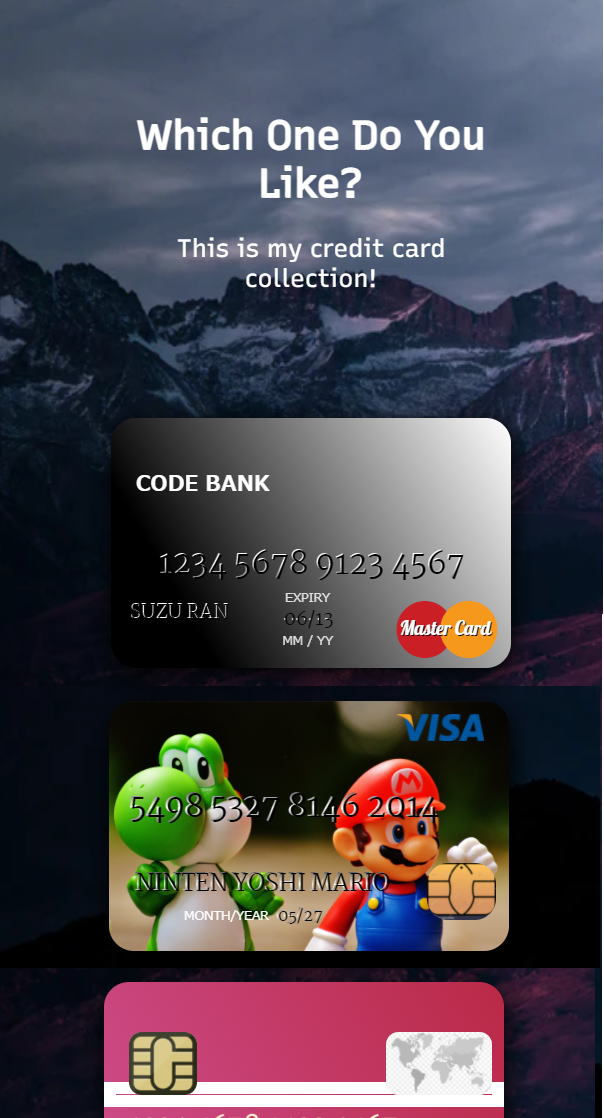 Which One Do You
Like?
This is my credit card
collection!
CODE BANK
1234 5678 9123 4567
EXPIRY
SUZU RAN
06/13
MM / YY
Master Card
VISA
5498 5327 8146 2014
NINTEN YOSHI MARIO
MONTH/YEAR 05/27